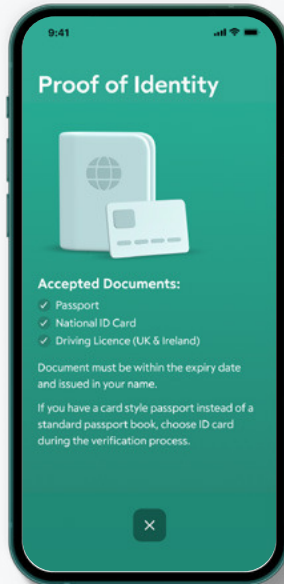 9:41
Proof of Identity
Accepted Documents:
Passport
National ID Card
Driving Licence (UK & Ireland)
Document must be within the expiry date
and issued in your name.
If you have a card style passport instead of a
standard passport book, choose ID card
during the verification process.